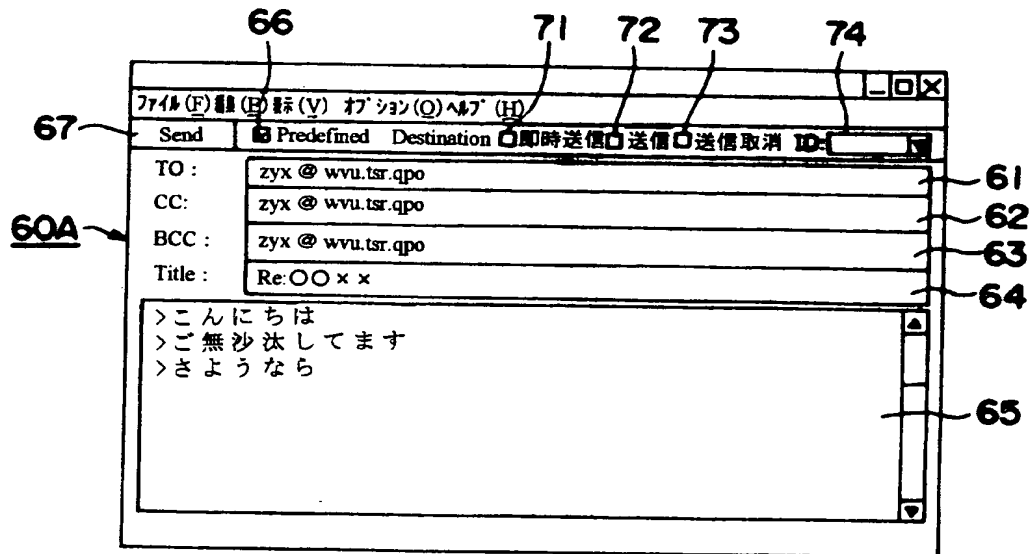 66 71 72 73 74
ファイル(F) 編集(E) 表示(V) オプション(O) ヘルプ(H)
67 Send Predefined Destination 即時送信 送信 送信取消 ID:
TO : zyx @ wvu.tsr.qpo 61
CC: zyx @ wvu.tsr.qpo 62
60A
BCC : zyx @ wvu.tsr.qpo 63
Title : Re:○○×× 64
>こんにちは
>ご無沙汰してます
>さようなら
65